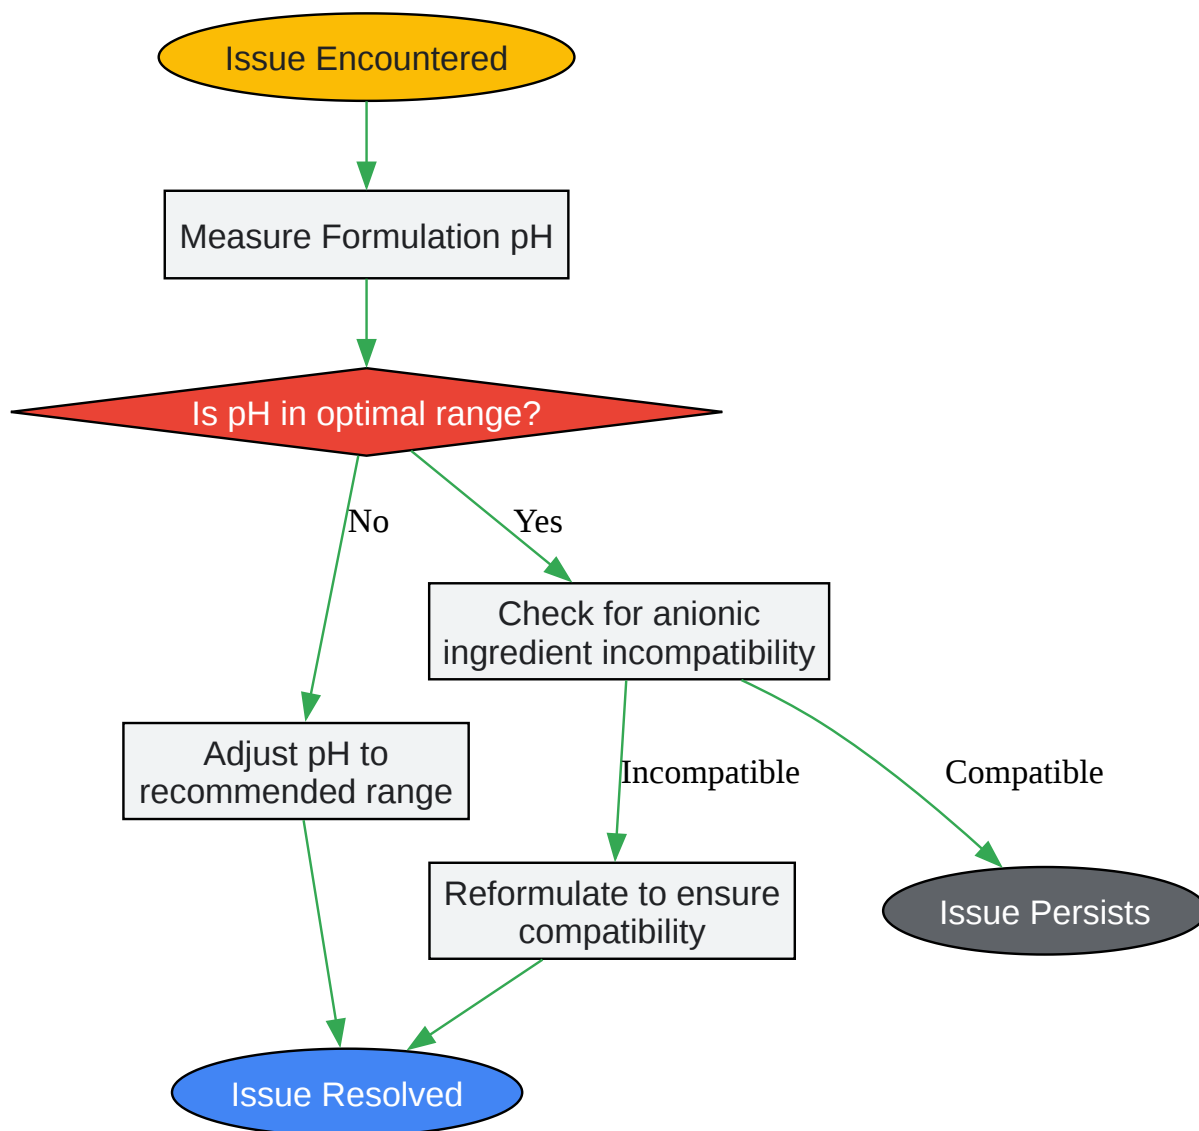 Issue Encountered
Measure Formulation pH
Is pH in optimal range?
No
Yes
Check for anionic
ingredient incompatibility
Adjust pH to
recommended range
Incompatible
Compatible
Reformulate to ensure
compatibility
Issue Persists
Issue Resolved